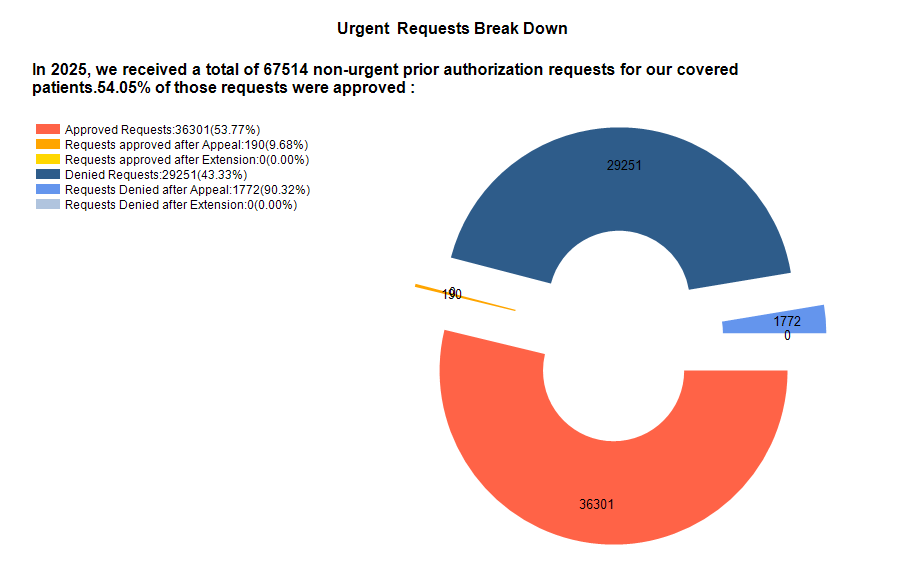 Urgent  Requests Break Down
In 2025, we received a total of 67514 non-urgent prior authorization requests for our covered
patients.54.05% of those requests were approved :
Approved Requests:36301(53.77%)
Requests approved after Appeal:190(9.68%)
Requests approved after Extension:0(0.00%)
Denied Requests:29251(43.33%)
Requests Denied after Appeal:1772(90.32%)
Requests Denied after Extension:0(0.00%)
29251
0
190
1772
0
36301